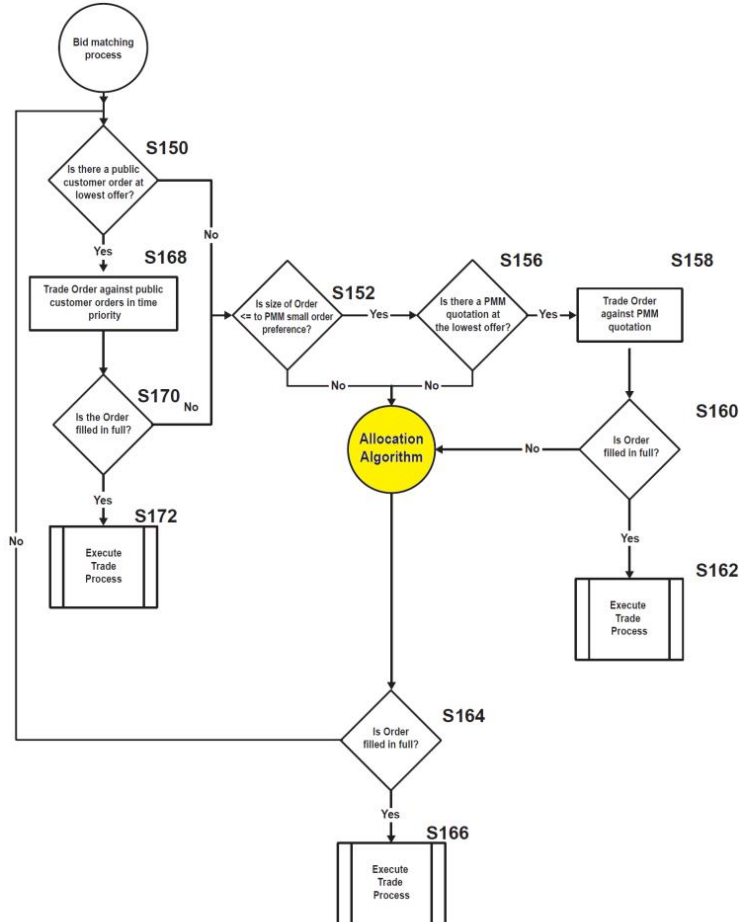 Bid matching
process
S150
Is there a public
customer order at
lowest offer?
No
Yes
S168
Trade Order against public
customer orders in time
priority
S170
Is the Order
filled in full?
No
Yes
S172
Execute
Trade
Process
S152
Is size of Order
<= to PMM small order
preference?
Yes
No
S156
Is there a PMM
quotation at
the lowest offer?
Yes
No
S158
Trade Order
against PMM
quotation
S160
Is Order
filled in full?
No
Yes
S162
Execute
Trade
Process
Allocation
Algorithm
S164
Is Order
filled in full?
No
Yes
S166
Execute
Trade
Process